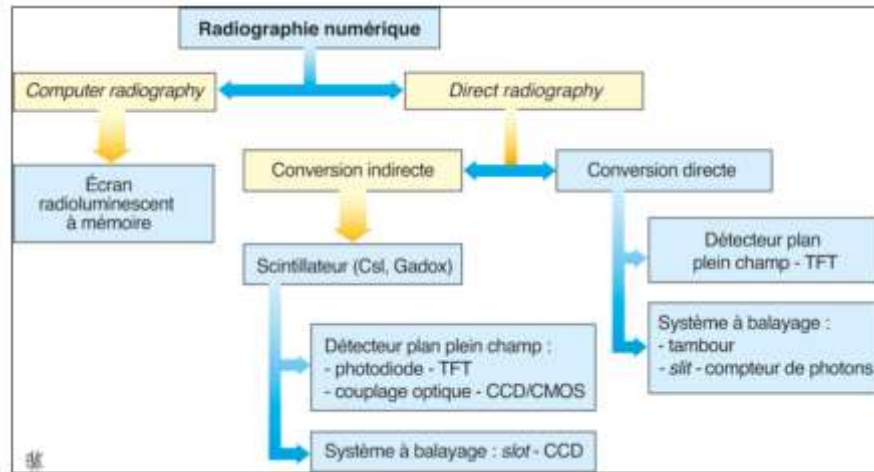 Radiographie numérique
Computer radiography
Direct radiography
Écran
radioluminescent
à mémoire
Conversion indirecte
Conversion directe
Scintillateur (CsI, Gadox)
Détecteur plan
plein champ - TFT
Détecteur plan plein champ :
- photodiode - TFT
- couplage optique - CCD/CMOS
Système à balayage :
- tambour
- slit - compteur de photons
Système à balayage : slot - CCD